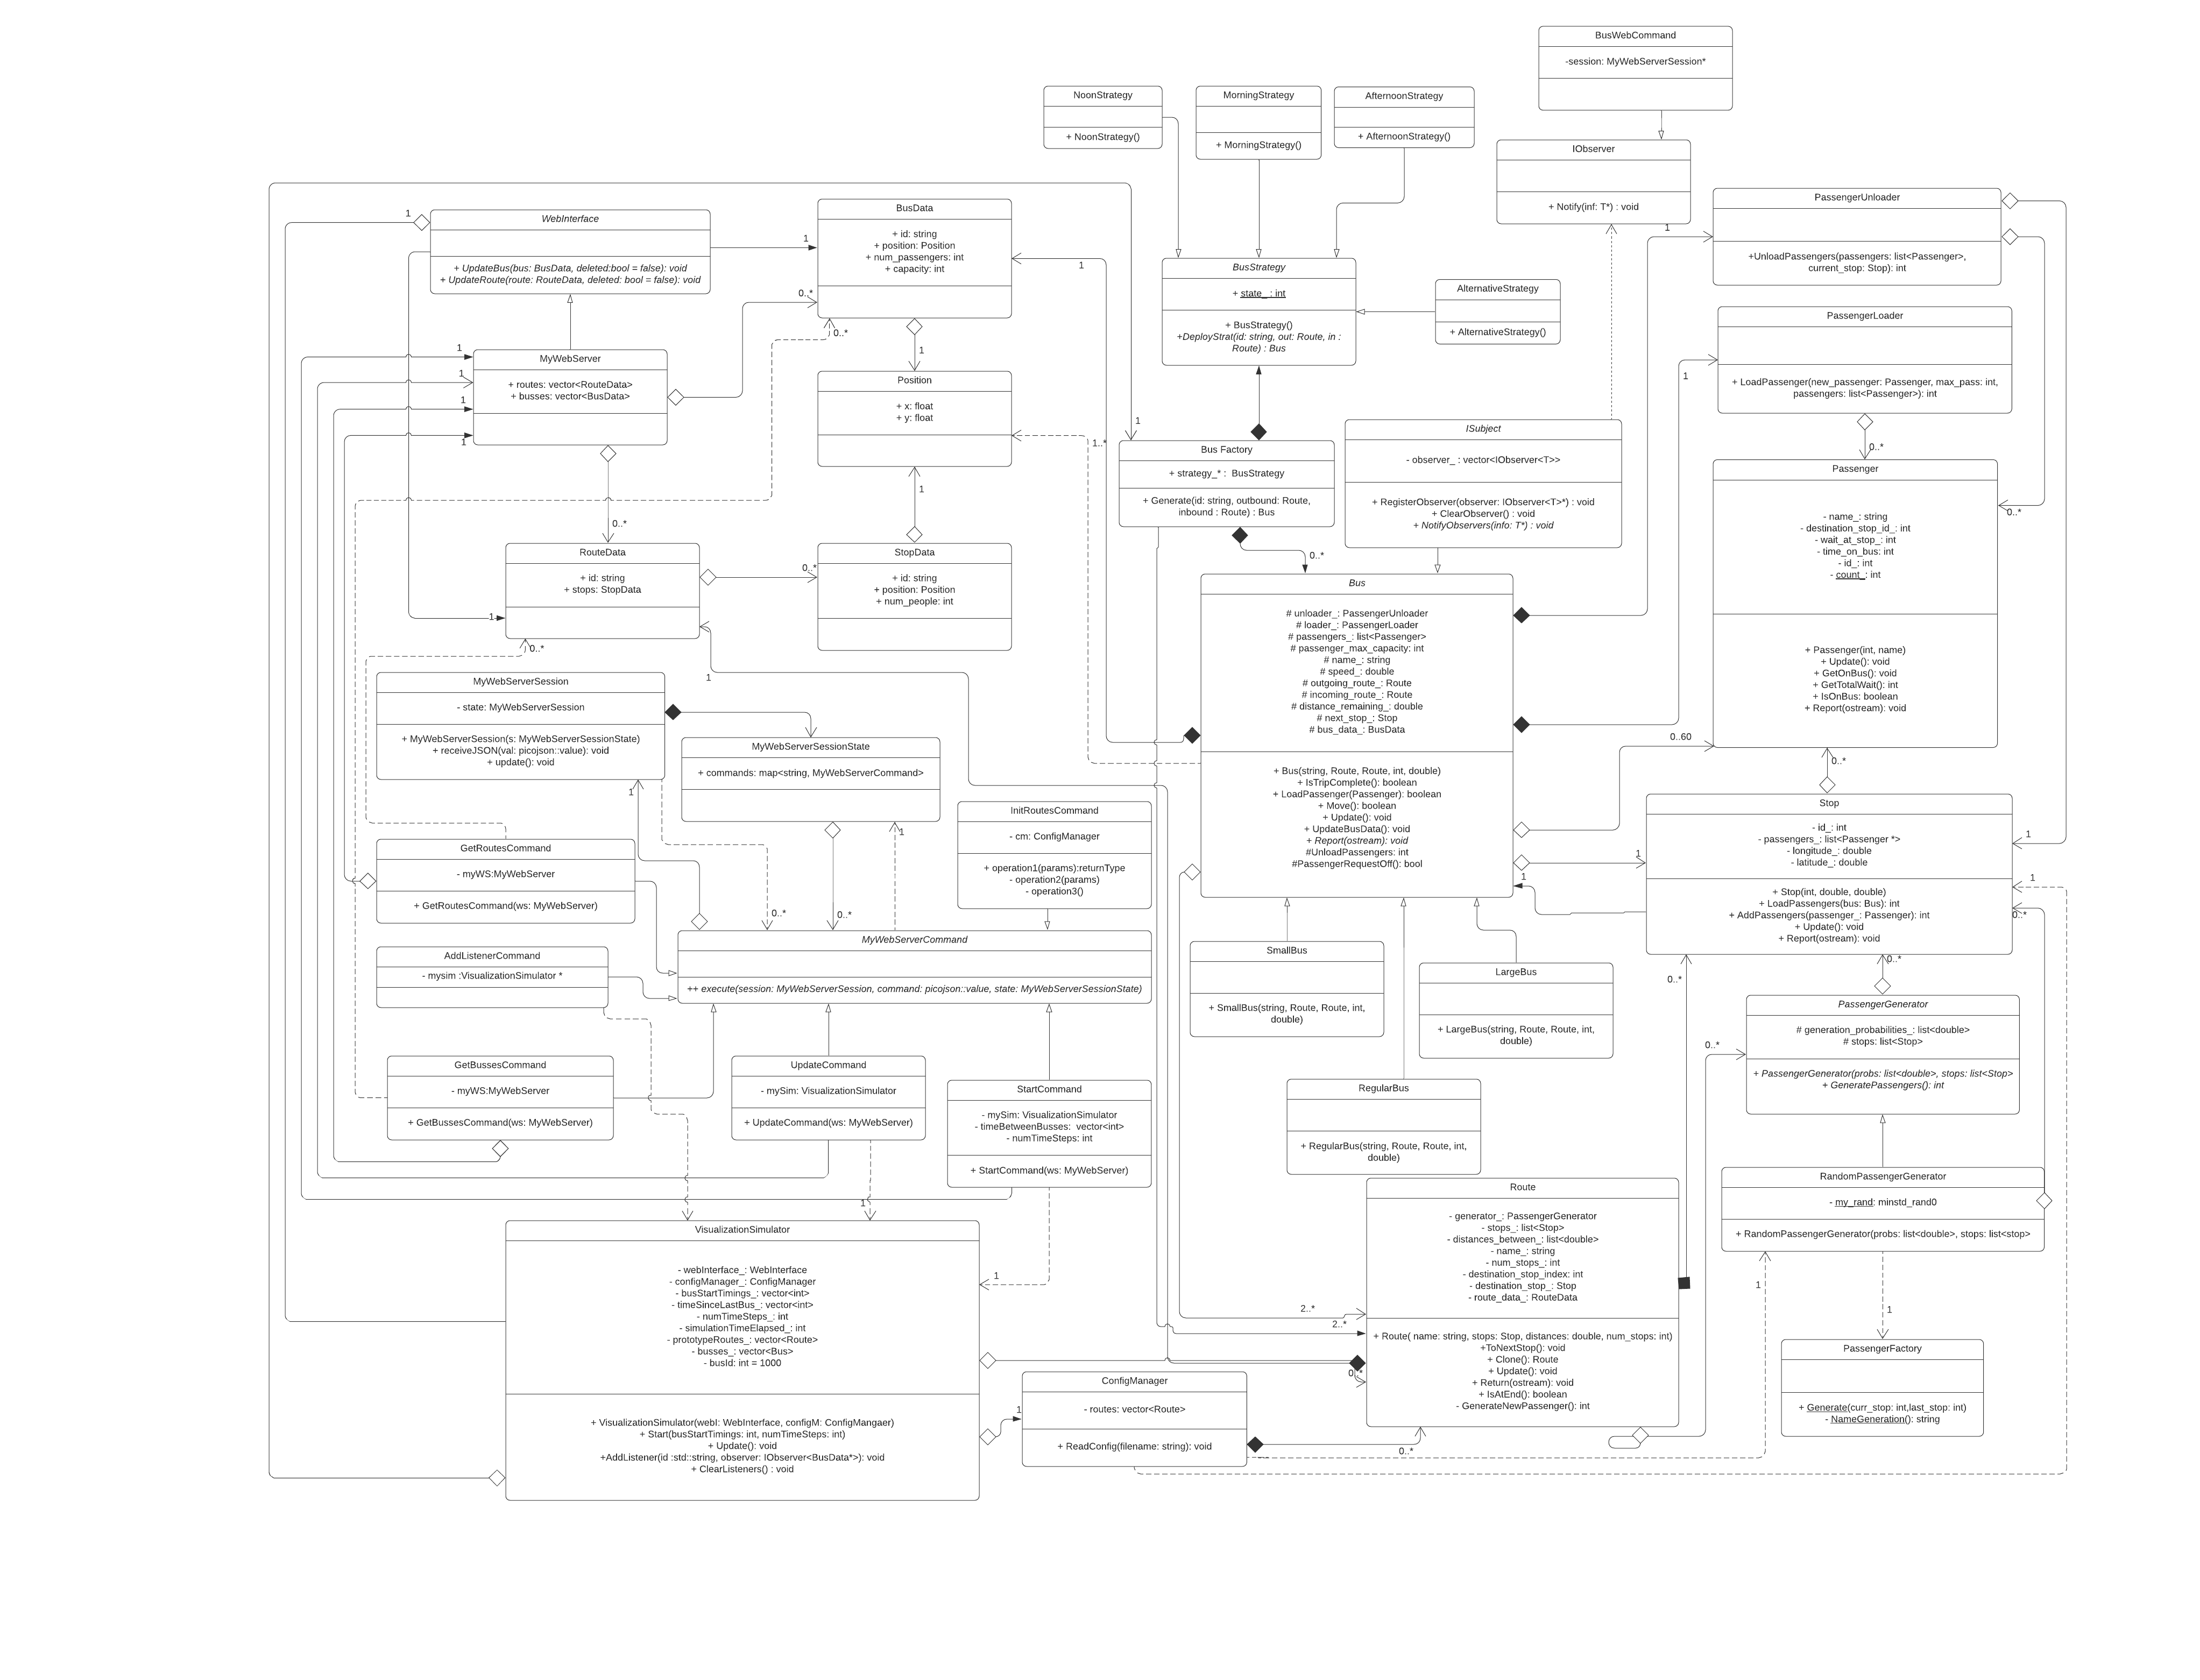 BusWebCommand
-session: MyWebServerSession*
NoonStrategy
+ NoonStrategy()
MorningStrategy
+ MorningStrategy()
AfternoonStrategy
+ AfternoonStrategy()
IObserver
+ Notify(inf: T*) : void
1
PassengerUnloader
+UnloadPassengers(passengers: list<Passenger>,
current_stop: Stop): int
1
WebInterface
+ UpdateBus(bus: BusData, deleted:bool = false): void
+ UpdateRoute(route: RouteData, deleted: bool = false): void
1
BusData
+ id: string
+ position: Position
+ num_passengers: int
+ capacity: int
0..*
0..*
1
1
BusStrategy
+ state_ : int
+ BusStrategy()
+DeployStrat(id: string, out: Route, in :
Route) : Bus
AlternativeStrategy
+ AlternativeStrategy()
PassengerLoader
+ LoadPassenger(new_passenger: Passenger, max_pass: int,
passengers: list<Passenger>): int
1
0..*
MyWebServer
+ routes: vector<RouteData>
+ busses: vector<BusData>
1
1
1
1
0..*
Position
+ x: float
+ y: float
1..*
1
1
Bus Factory
+ strategy_* : BusStrategy
+ Generate(id: string, outbound: Route,
inbound : Route) : Bus
0..*
ISubject
- observer_ : vector<IObserver<T>>
+ RegisterObserver(observer: IObserver<T>*) : void
+ ClearObserver() : void
+ NotifyObservers(info: T*) : void
Passenger
- name_: string
- destination_stop_id_: int
- wait_at_stop_: int
- time_on_bus: int
- id_: int
- count_: int
+ Passenger(int, name)
+ Update(): void
+ GetOnBus(): void
+ GetTotalWait(): int
+ IsOnBus: boolean
+ Report(ostream): void
0..*
RouteData
+ id: string
+ stops: StopData
1
0..*
0..*
1
StopData
+ id: string
+ position: Position
+ num_people: int
Bus
# unloader_: PassengerUnloader
# loader_: PassengerLoader
# passengers_: list<Passenger>
# passenger_max_capacity: int
# name_: string
# speed_: double
# outgoing_route_: Route
# incoming_route_: Route
# distance_remaining_: double
# next_stop_: Stop
# bus_data_: BusData
+ Bus(string, Route, Route, int, double)
+ IsTripComplete(): boolean
+ LoadPassenger(Passenger): boolean
+ Move(): boolean
+ Update(): void
+ UpdateBusData(): void
+ Report(ostream): void
#UnloadPassengers: int
#PassengerRequestOff(): bool
0..60
1
1
0..*
MyWebServerSession
- state: MyWebServerSession
+ MyWebServerSession(s: MyWebServerSessionState)
+ receiveJSON(val: picojson::value): void
+ update(): void
1
MyWebServerSessionState
+ commands: map<string, MyWebServerCommand>
1
0..*
0..*
InitRoutesCommand
- cm: ConfigManager
+ operation1(params):returnType
- operation2(params)
- operation3()
Stop
- id_: int
- passengers_: list<Passenger *>
- longitude_: double
- latitude_: double
+ Stop(int, double, double)
+ LoadPassengers(bus: Bus): int
+ AddPassengers(passenger_: Passenger): int
+ Update(): void
+ Report(ostream): void
1
1
0..*
0..*
0..*
GetRoutesCommand
- myWS:MyWebServer
+ GetRoutesCommand(ws: MyWebServer)
AddListenerCommand
- mysim :VisualizationSimulator *
MyWebServerCommand
++ execute(session: MyWebServerSession, command: picojson::value, state: MyWebServerSessionState)
SmallBus
+ SmallBus(string, Route, Route, int,
double)
LargeBus
+ LargeBus(string, Route, Route, int,
double)
PassengerGenerator
# generation_probabilities_: list<double>
# stops: list<Stop>
+ PassengerGenerator(probs: list<double>, stops: list<Stop>
+ GeneratePassengers(): int
0..*
GetBussesCommand
- myWS:MyWebServer
+ GetBussesCommand(ws: MyWebServer)
UpdateCommand
- mySim: VisualizationSimulator
+ UpdateCommand(ws: MyWebServer)
StartCommand
- mySim: VisualizationSimulator
- timeBetweenBusses: vector<int>
- numTimeSteps: int
+ StartCommand(ws: MyWebServer)
RegularBus
+ RegularBus(string, Route, Route, int,
double)
RandomPassengerGenerator
- my_rand: minstd_rand0
+ RandomPassengerGenerator(probs: list<double>, stops: list<stop>
1
1
1
1
VisualizationSimulator
- webInterface_: WebInterface
- configManager_: ConfigManager
- busStartTimings_: vector<int>
- timeSinceLastBus_: vector<int>
- numTimeSteps_: int
- simulationTimeElapsed_: int
- prototypeRoutes_: vector<Route>
- busses_: vector<Bus>
- busId: int = 1000
+ VisualizationSimulator(webI: WebInterface, configM: ConfigMangaer)
+ Start(busStartTimings: int, numTimeSteps: int)
+ Update(): void
+AddListener(id :std::string, observer: IObserver<BusData*>): void
+ ClearListeners() : void
Route
- generator_: PassengerGenerator
- stops_: list<Stop>
- distances_between_: list<double>
- name_: string
- num_stops_: int
- destination_stop_index: int
- destination_stop_: Stop
- route_data_: RouteData
+ Route( name: string, stops: Stop, distances: double, num_stops: int)
+ToNextStop(): void
+ Clone(): Route
+ Update(): void
+ Return(ostream): void
+ IsAtEnd(): boolean
- GenerateNewPassenger(): int
2..*
2..*
0..*
PassengerFactory
+ Generate(curr_stop: int,last_stop: int)
- NameGeneration(): string
1
ConfigManager
- routes: vector<Route>
+ ReadConfig(filename: string): void
0..*